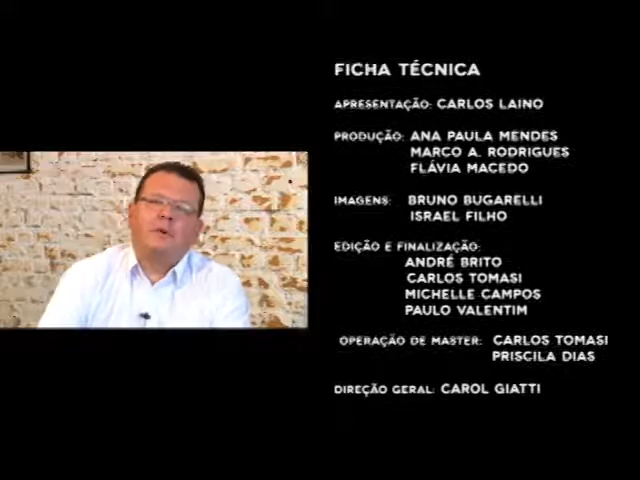 FICHA TÉCNICA
APRESENTAÇÃO: CARLOS LAINO
PRODUÇÃO: ANA PAULA MENDES
MARCO A. RODRIGUES
FLÁVIA MACEDO
IMAGENS: BRUNO BUGARELLI
ISRAEL FILHO
EDIÇÃO E FINALIZAÇÃO:
ANDRÉ BRITO
CARLOS TOMASI
MICHELLE CAMPOS
PAULO VALENTIM
OPERAÇÃO DE MASTER: CARLOS TOMASI
PRISCILA DIAS
DIREÇÃO GERAL: CAROL GIATTI